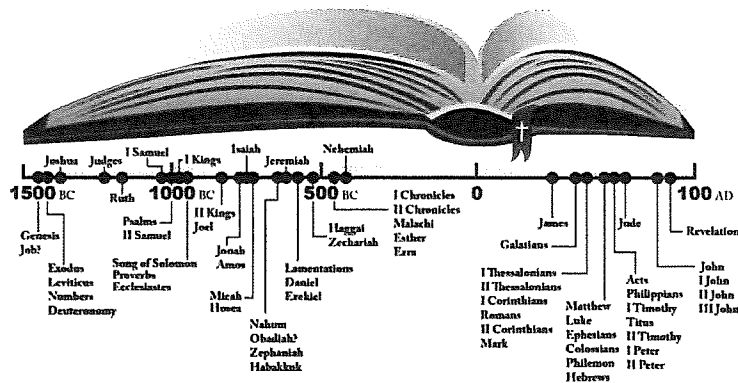 Isaiah
I Samuel
I Kings
Nehemiah
Joshua
Judges
Jeremiah
1500 BC
1000 BC
500 BC
0
100 AD
Ruth
Genesis
Job?
Exodus
Leviticus
Numbers
Deuteronomy
Psalms
II Samuel
Song of Solomon
Proverbs
Ecclesiastes
II Kings
Joel
Jonah
Amos
Micah
Hosea
Nahum
Obadiah?
Zephaniah
Habakkuk
Lamentations
Daniel
Ezekiel
Haggai
Zechariah
I Chronicles
II Chronicles
Malachi
Esther
Ezra
James
Galatians
I Thessalonians
II Thessalonians
I Corinthians
Romans
II Corinthians
Mark
Matthew
Luke
Ephesians
Colossians
Philemon
Hebrews
Jude
Acts
Philippians
I Timothy
Titus
II Timothy
I Peter
II Peter
Revelation
John
I John
II John
III John